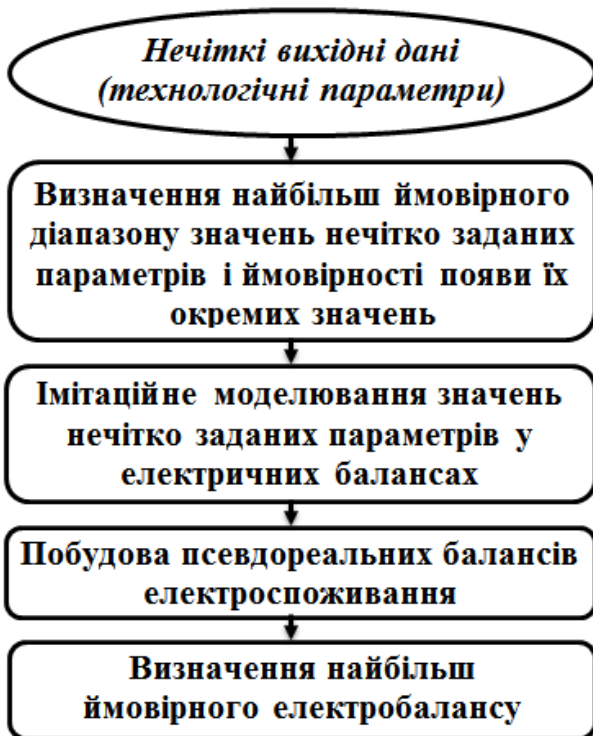 Нечіткі вихідні дані
(технологічні параметри)
Визначення найбільш ймовірного
діапазону значень нечітко заданих
параметрів і ймовірності появи їх
окремих значень
Імітаційне моделювання значень
нечітко заданих параметрів у
електричних балансах
Побудова псевдореальних балансів
електроспоживання
Визначення найбільш
ймовірного електробалансу